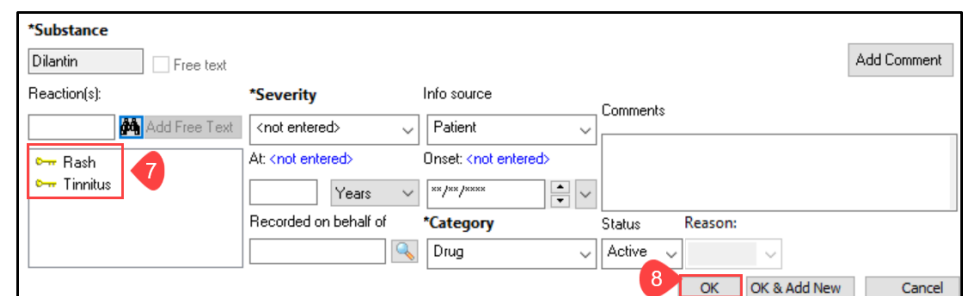 *Substance
Dilantin Free text Add Comment
Reaction(s): *Severity Info source Comments
Add Free Text <not entered> Patient
Rash At: <not entered> Onset: <not entered>
Tinnitus 7 Years **/**/****
Recorded on behalf of *Category Status Reason:
Drug Active
8 OK OK & Add New Cancel